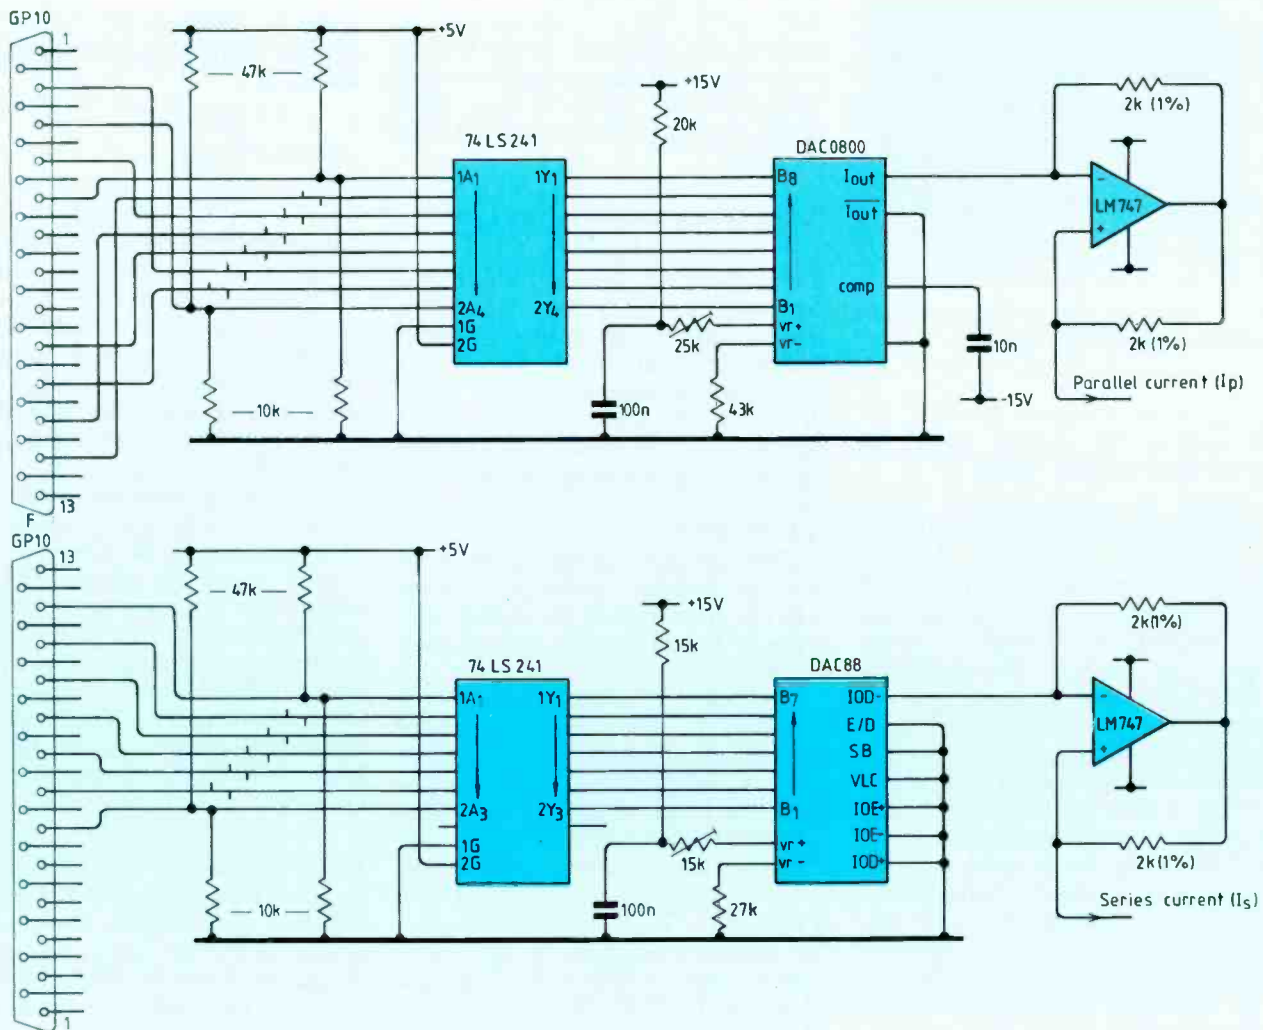 GP10
1
+5V
47k
+15V
20k
2k (1%)
74LS241
DAC0800
1A1
1Y1
B8
Iout
Iout
LM747
-
+
comp
2A4
2Y4
B1
1G
vr+
2G
vr-
25k
10n
2k (1%)
Parallel current (Ip)
10k
100n
43k
-15V
13
F
GP10
13
+5V
47k
+15V
15k
2k(1%)
74LS241
DAC88
1A1
1Y1
B7
IOD-
E/D
SB
VLC
LM747
-
+
2A3
2Y3
B1
IOE+
1G
vr+
IOE-
2G
vr-
IOD+
15k
2k(1%)
Series current (Is)
10k
100n
27k
1